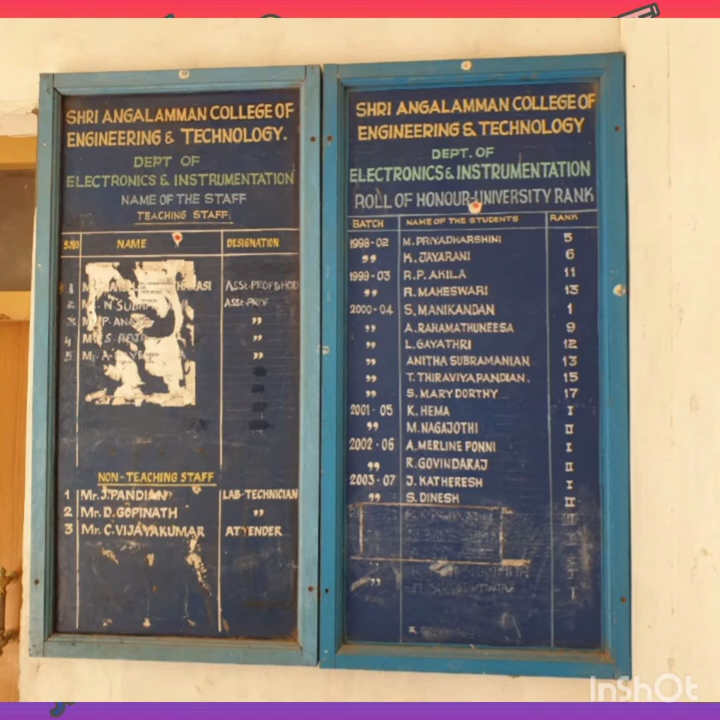 SHRI ANGALAMMAN COLLEGE OF
ENGINEERING & TECHNOLOGY.
DEPT OF
ELECTRONICS & INSTRUMENTATION
NAME OF THE STAFF
TEACHING STAFF.
S.NO NAME DESIGNATION
1 ASSt-PROF&HOD
2 N. ASSt-PROF
3 P. "
4 S. "
5 "
NON-TEACHING STAFF
1 Mr. J. PANDIAN LAB-TECHNICIAN
2 Mr. D. GOPINATH "
3 Mr. C. VIJAYAKUMAR ATTENDER
SHRI ANGALAMMAN COLLEGE OF
ENGINEERING & TECHNOLOGY
DEPT. OF
ELECTRONICS & INSTRUMENTATION
ROLL OF HONOUR-UNIVERSITY RANK
BATCH NAME OF THE STUDENTS RANK
1998-02 M. PRIYADHARSHINI 5
" K. JAYARANI 6
1999-03 R.P. AKILA 11
" R. MAHESWARI 13
2000-04 S. MANIKANDAN 1
" A. RAHAMATHUNEESA 9
" L. GAYATHRI 12
" ANITHA SUBRAMANIAN 13
" T. THIRAVIYAPANDIAN. 15
" S. MARY DORTHY 17
2001-05 K. HEMA I
" M. NAGAJOTHI II
2002-06 A. MERLINE PONNI I
" R. GOVINDARAJ II
2003-07 J. KATHERESH I
" S. DINESH II
"
InShOt